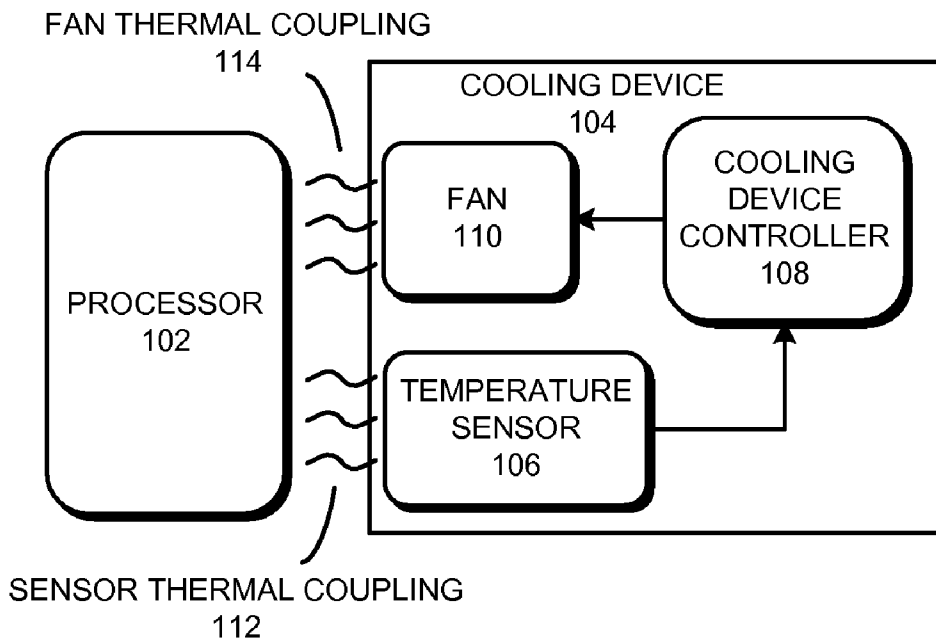 FAN THERMAL COUPLING
114
COOLING DEVICE
104
COOLING
DEVICE
CONTROLLER
108
FAN
110
PROCESSOR
102
TEMPERATURE
SENSOR
106
SENSOR THERMAL COUPLING
112